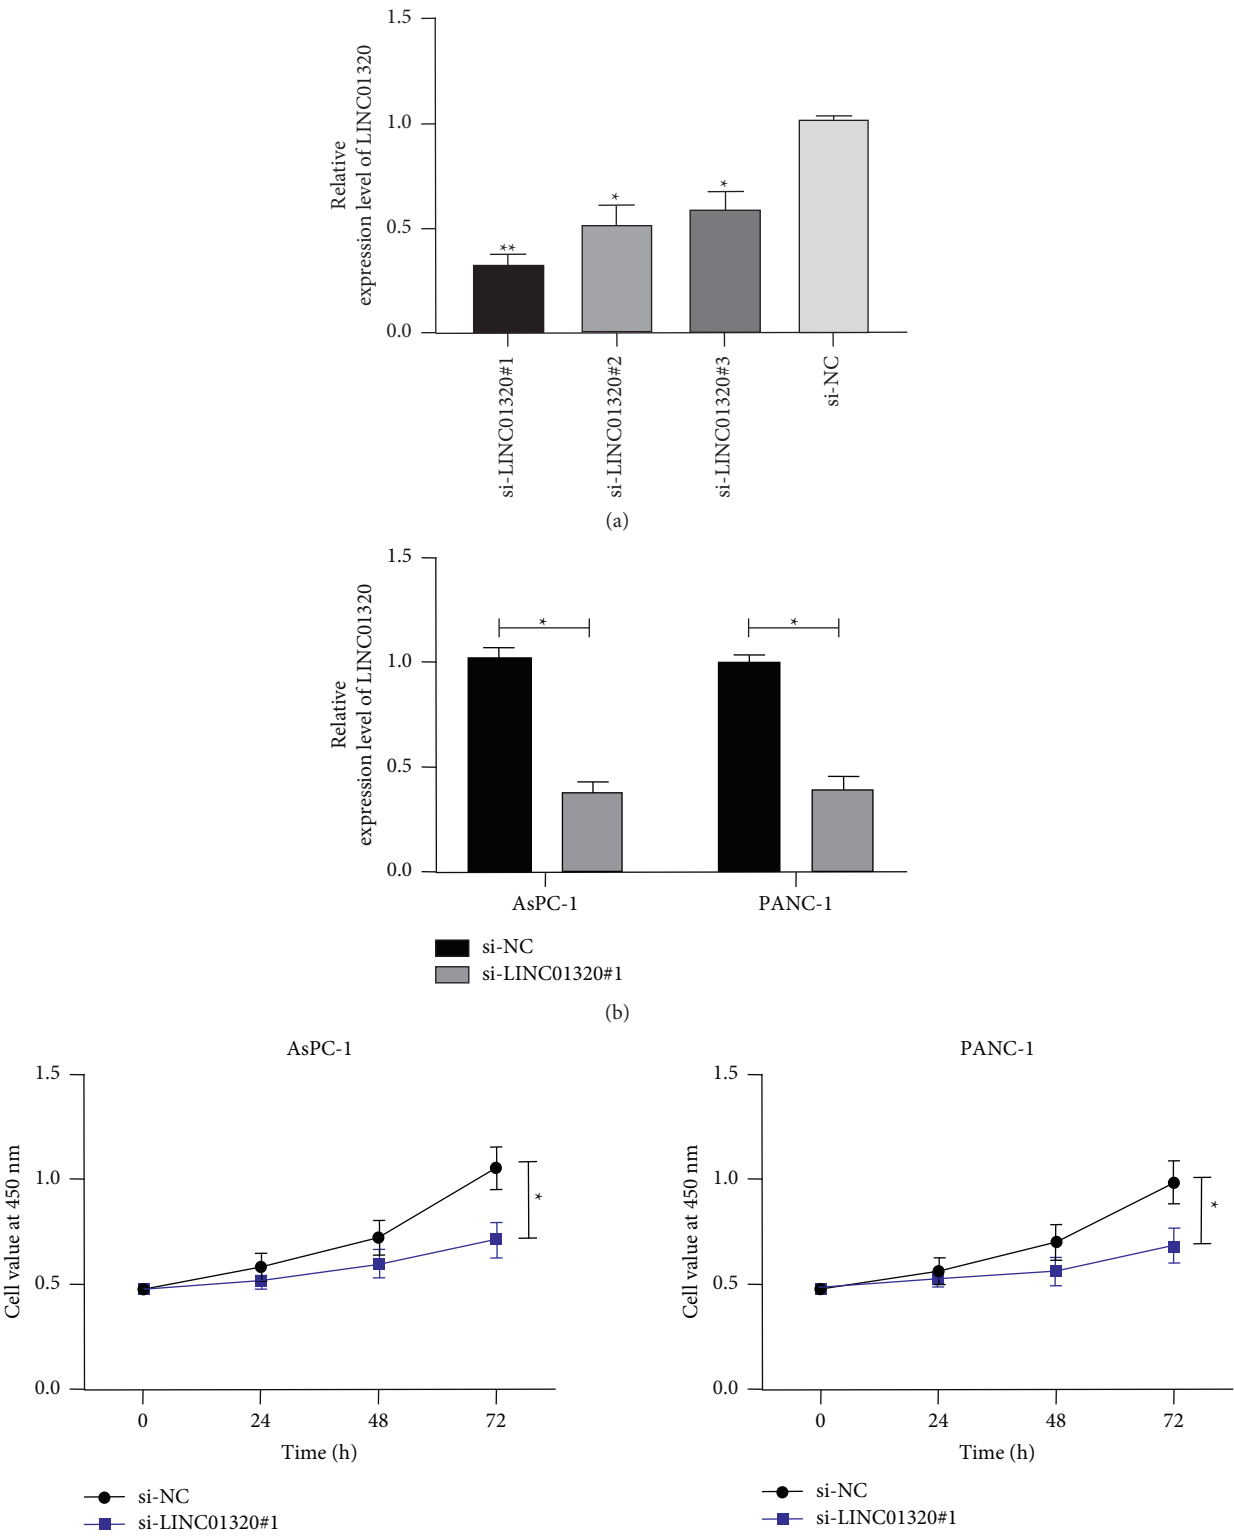 1.5
1.0
0.5
0.0
Relative
expression level of LINC01320
**
*
*
si-LINC01320#1
si-LINC01320#2
si-LINC01320#3
si-NC
(a)
1.5
1.0
0.5
0.0
Relative
expression level of LINC01320
*
*
AsPC-1
PANC-1
si-NC
si-LINC01320#1
(b)
AsPC-1
1.5
1.0
0.5
0.0
Cell value at 450 nm
*
0 24 48 72
Time (h)
si-NC
si-LINC01320#1
PANC-1
1.5
1.0
0.5
0.0
Cell value at 450 nm
*
0 24 48 72
Time (h)
si-NC
si-LINC01320#1